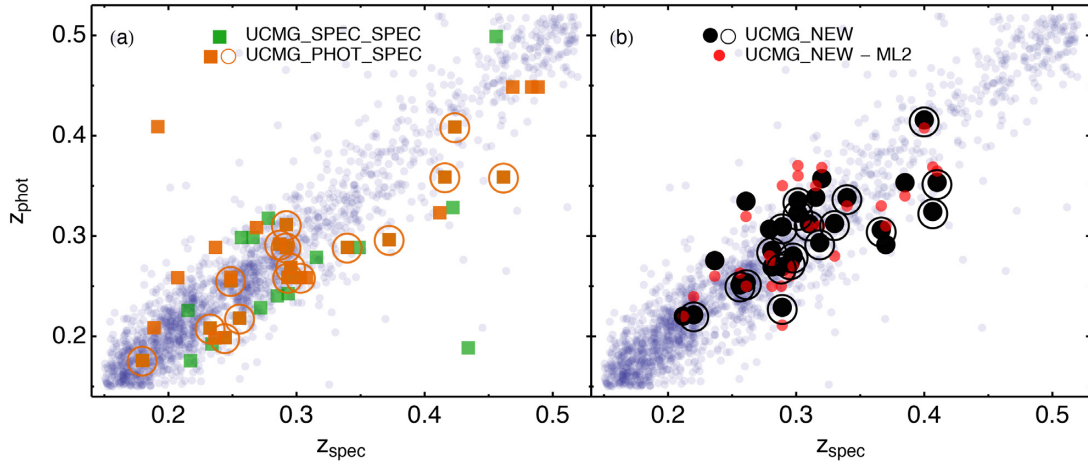 (a)
UCMG_SPEC_SPEC
UCMG_PHOT_SPEC
(b)
UCMG_NEW
UCMG_NEW – ML2
0.5
0.4
0.3
0.2
z_phot
0.2 0.3 0.4 0.5
0.2 0.3 0.4 0.5
z_spec
z_spec